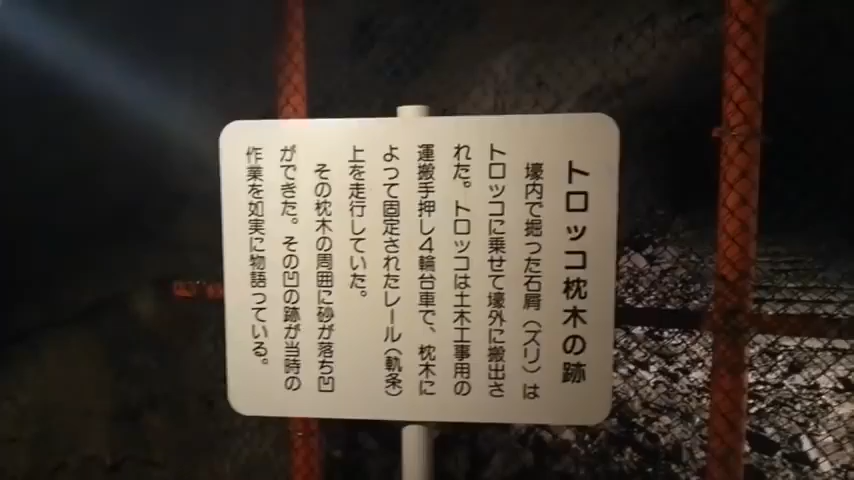 トロッコ枕木の跡
壕内で掘った石屑（ズリ）は
トロッコに乗せて壕外に搬出さ
れた。トロッコは土木工事用の
運搬手押し4輪台車で、枕木に
よって固定されたレール（軌条）
上を走行していた。
その枕木の周囲に砂が落ち凹
ができた。その凹の跡が当時の
作業を如実に物語っている。